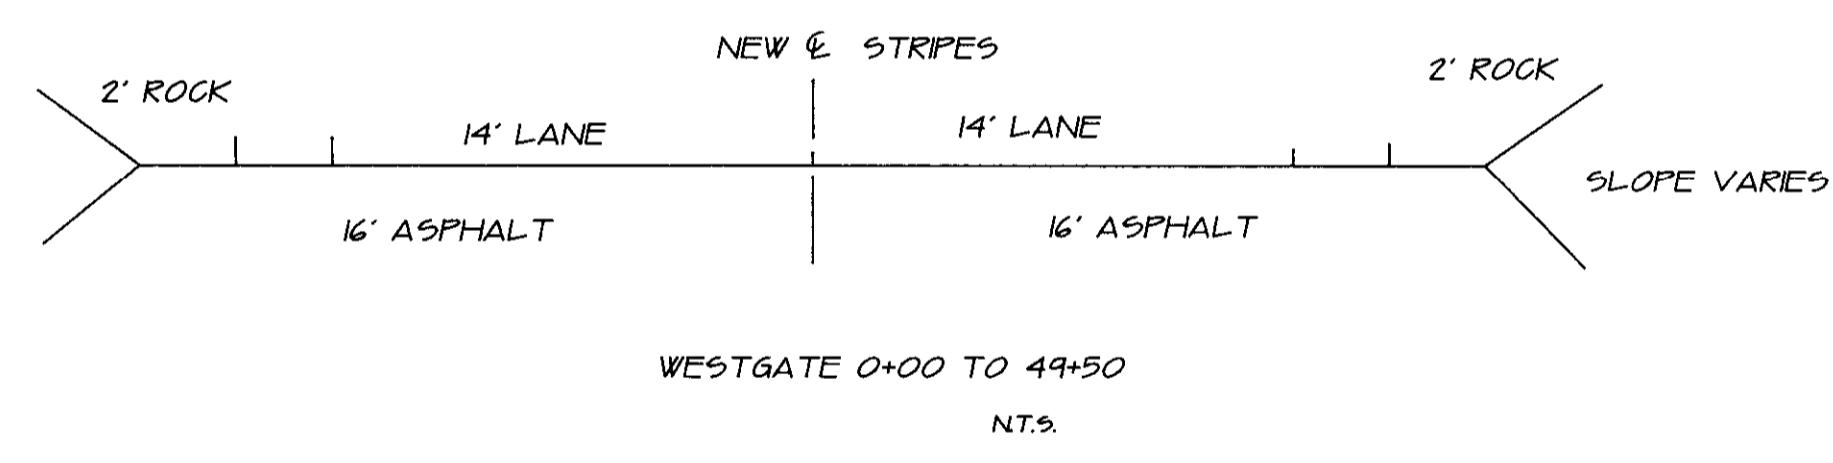 NEW ℄ STRIPES
2' ROCK
2' ROCK
14' LANE
14' LANE
SLOPE VARIES
16' ASPHALT
16' ASPHALT
WESTGATE 0+00 TO 49+50
N.T.S.